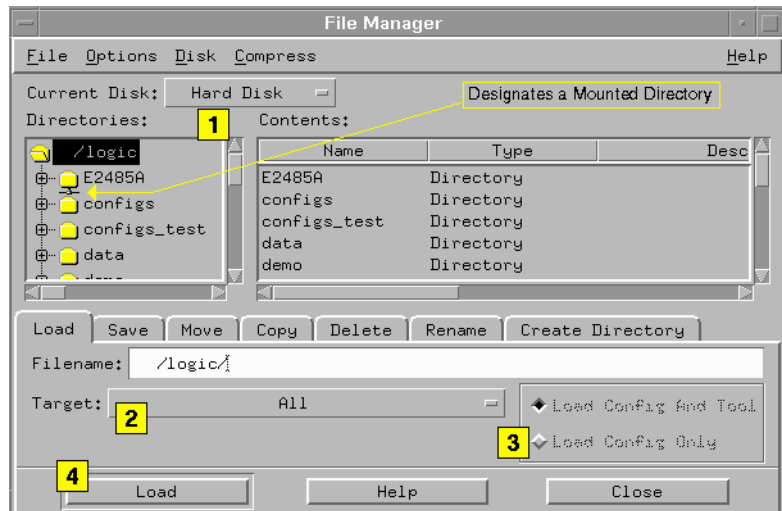 File Manager
File Options Disk Compress Help
Current Disk: Hard Disk
Designates a Mounted Directory
1
Directories:
/logic
E2485A
configs
configs_test
data
Contents:
Name Type Desc
E2485A Directory
configs Directory
configs_test Directory
data Directory
demo Directory
Load Save Move Copy Delete Rename Create Directory
Filename: /logic/
Target: All
2
Load Config And Tool
3
Load Config Only
4
Load Help Close